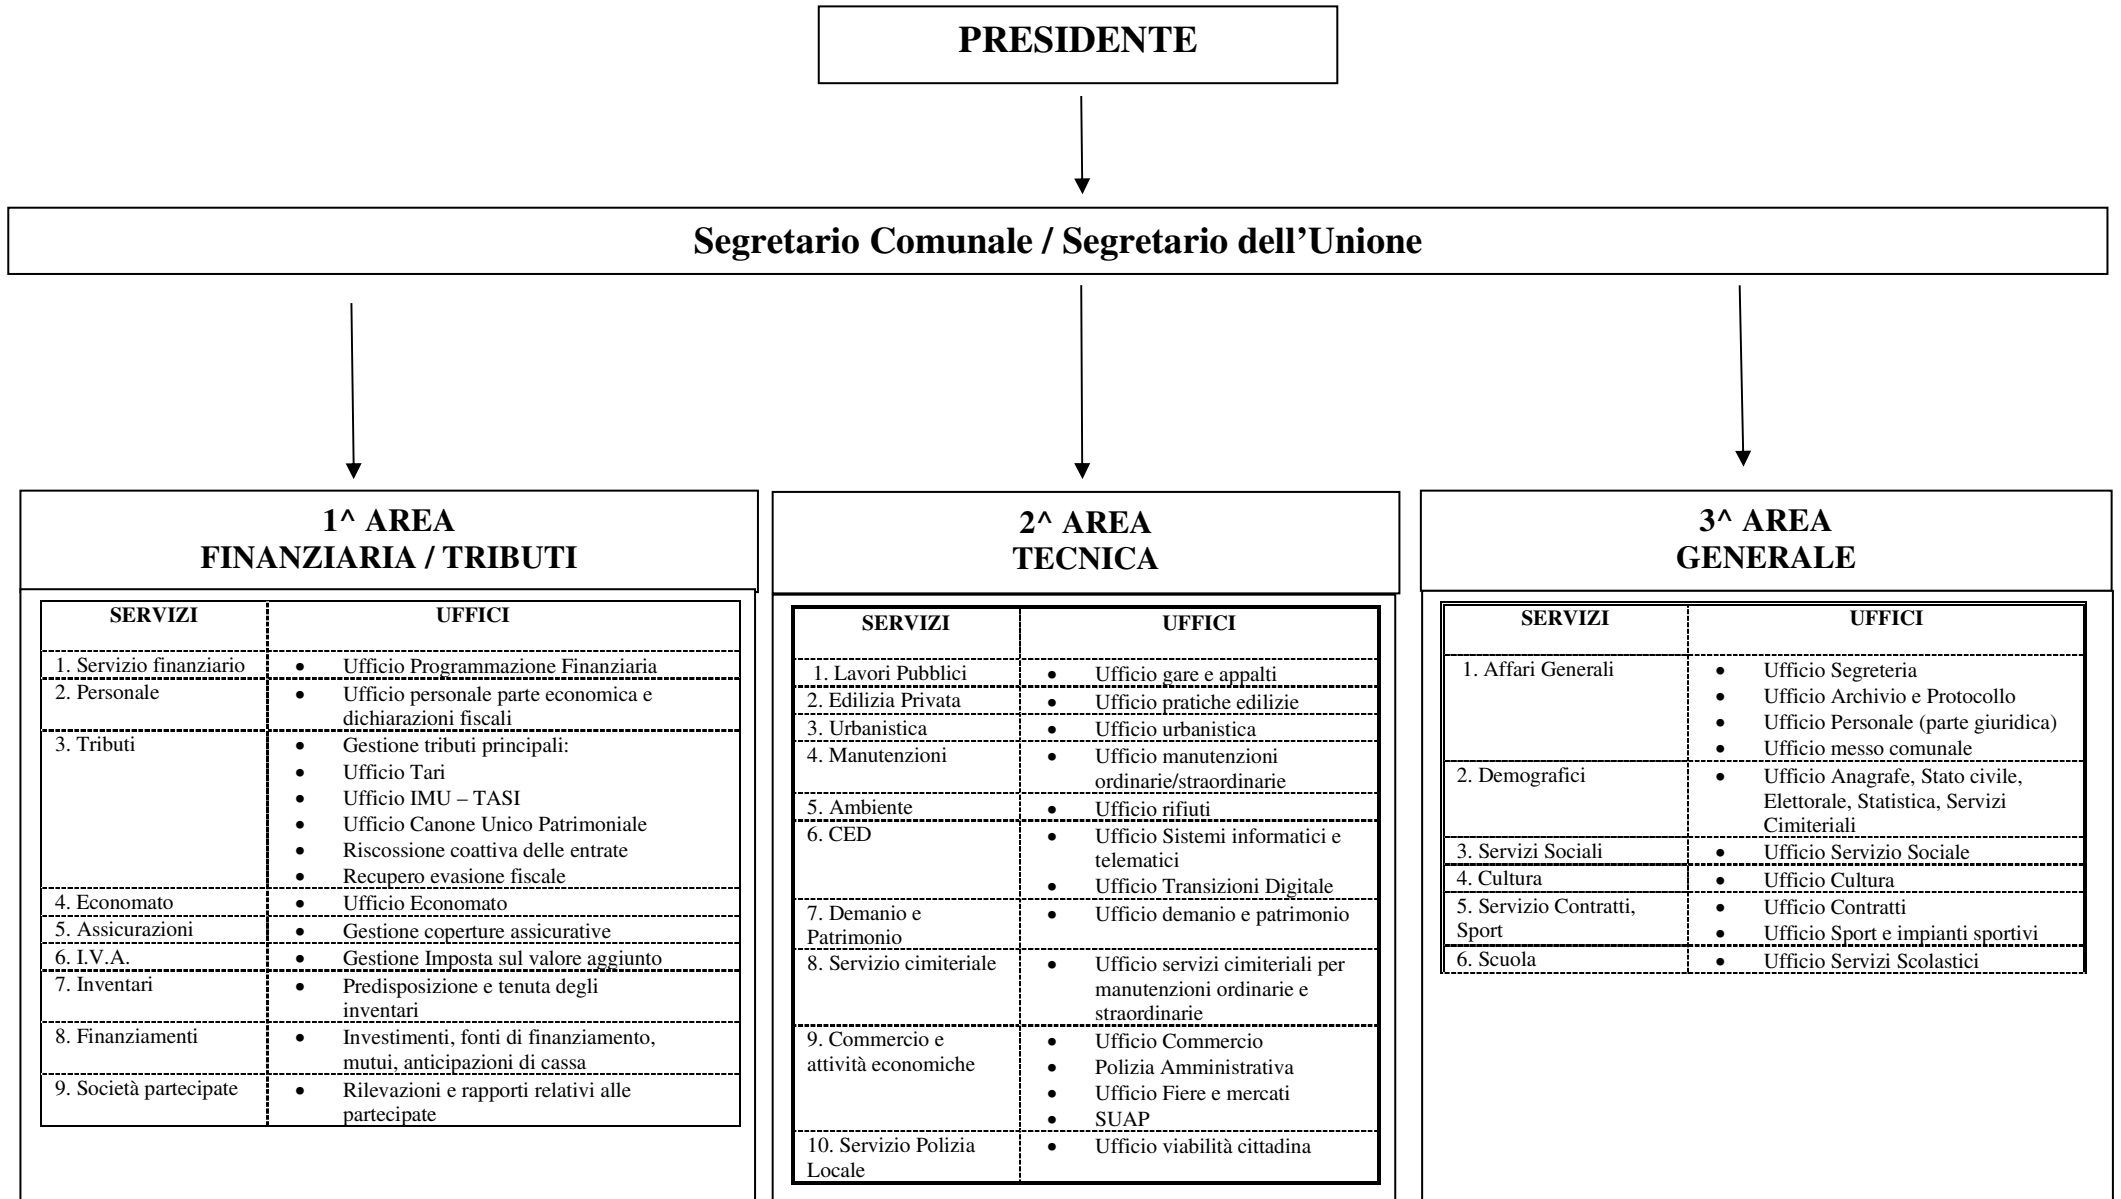 PRESIDENTE
Segretario Comunale / Segretario dell’Unione
1^ AREA
FINANZIARIA / TRIBUTI
SERVIZI
UFFICI
1. Servizio finanziario
• Ufficio Programmazione Finanziaria
2. Personale
• Ufficio personale parte economica e
dichiarazioni fiscali
3. Tributi
• Gestione tributi principali:
• Ufficio Tari
• Ufficio IMU – TASI
• Ufficio Canone Unico Patrimoniale
• Riscossione coattiva delle entrate
• Recupero evasione fiscale
4. Economato
• Ufficio Economato
5. Assicurazioni
• Gestione coperture assicurative
6. I.V.A.
• Gestione Imposta sul valore aggiunto
7. Inventari
• Predisposizione e tenuta degli
inventari
8. Finanziamenti
• Investimenti, fonti di finanziamento,
mutui, anticipazioni di cassa
9. Società partecipate
• Rilevazioni e rapporti relativi alle
partecipate
2^ AREA
TECNICA
SERVIZI
UFFICI
1. Lavori Pubblici
• Ufficio gare e appalti
2. Edilizia Privata
• Ufficio pratiche edilizie
3. Urbanistica
• Ufficio urbanistica
4. Manutenzioni
• Ufficio manutenzioni
ordinarie/straordinarie
5. Ambiente
• Ufficio rifiuti
6. CED
• Ufficio Sistemi informatici e
telematici
• Ufficio Transizioni Digitale
7. Demanio e
Patrimonio
• Ufficio demanio e patrimonio
8. Servizio cimiteriale
• Ufficio servizi cimiteriali per
manutenzioni ordinarie e
straordinarie
9. Commercio e
attività economiche
• Ufficio Commercio
• Polizia Amministrativa
• Ufficio Fiere e mercati
• SUAP
10. Servizio Polizia
Locale
• Ufficio viabilità cittadina
3^ AREA
GENERALE
SERVIZI
UFFICI
1. Affari Generali
• Ufficio Segreteria
• Ufficio Archivio e Protocollo
• Ufficio Personale (parte giuridica)
• Ufficio messo comunale
2. Demografici
• Ufficio Anagrafe, Stato civile,
Elettorale, Statistica, Servizi
Cimiteriali
3. Servizi Sociali
• Ufficio Servizio Sociale
4. Cultura
• Ufficio Cultura
5. Servizio Contratti,
Sport
• Ufficio Contratti
• Ufficio Sport e impianti sportivi
6. Scuola
• Ufficio Servizi Scolastici